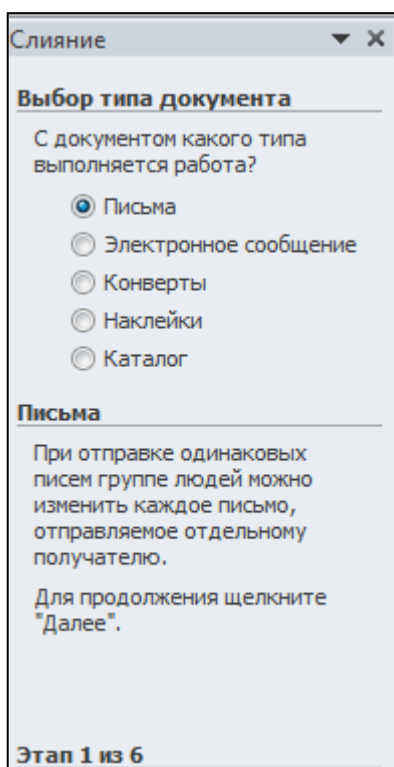 Слияние
Выбор типа документа
С документом какого типа
выполняется работа?
Письма
Электронное сообщение
Конверты
Наклейки
Каталог
Письма
При отправке одинаковых
писем группе людей можно
изменить каждое письмо,
отправляемое отдельному
получателю.
Для продолжения щелкните
"Далее".
Этап 1 из 6